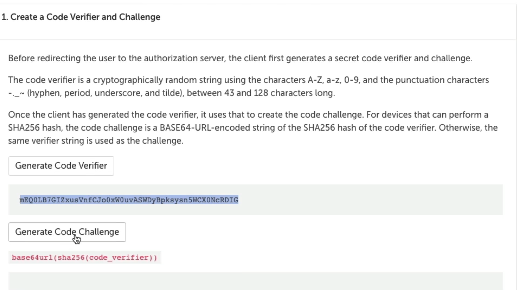 1. Create a Code Verifier and Challenge
Before redirecting the user to the authorization server, the client first generates a secret code verifier and challenge.
The code verifier is a cryptographically random string using the characters A-Z, a-z, 0-9, and the punctuation characters
-._~ (hyphen, period, underscore, and tilde), between 43 and 128 characters long.
Once the client has generated the code verifier, it uses that to create the code challenge. For devices that can perform a
SHA256 hash, the code challenge is a BASE64-URL-encoded string of the SHA256 hash of the code verifier. Otherwise, the
same verifier string is used as the challenge.
Generate Code Verifier
Generate Code Challenge
base64url(sha256(code_verifier))